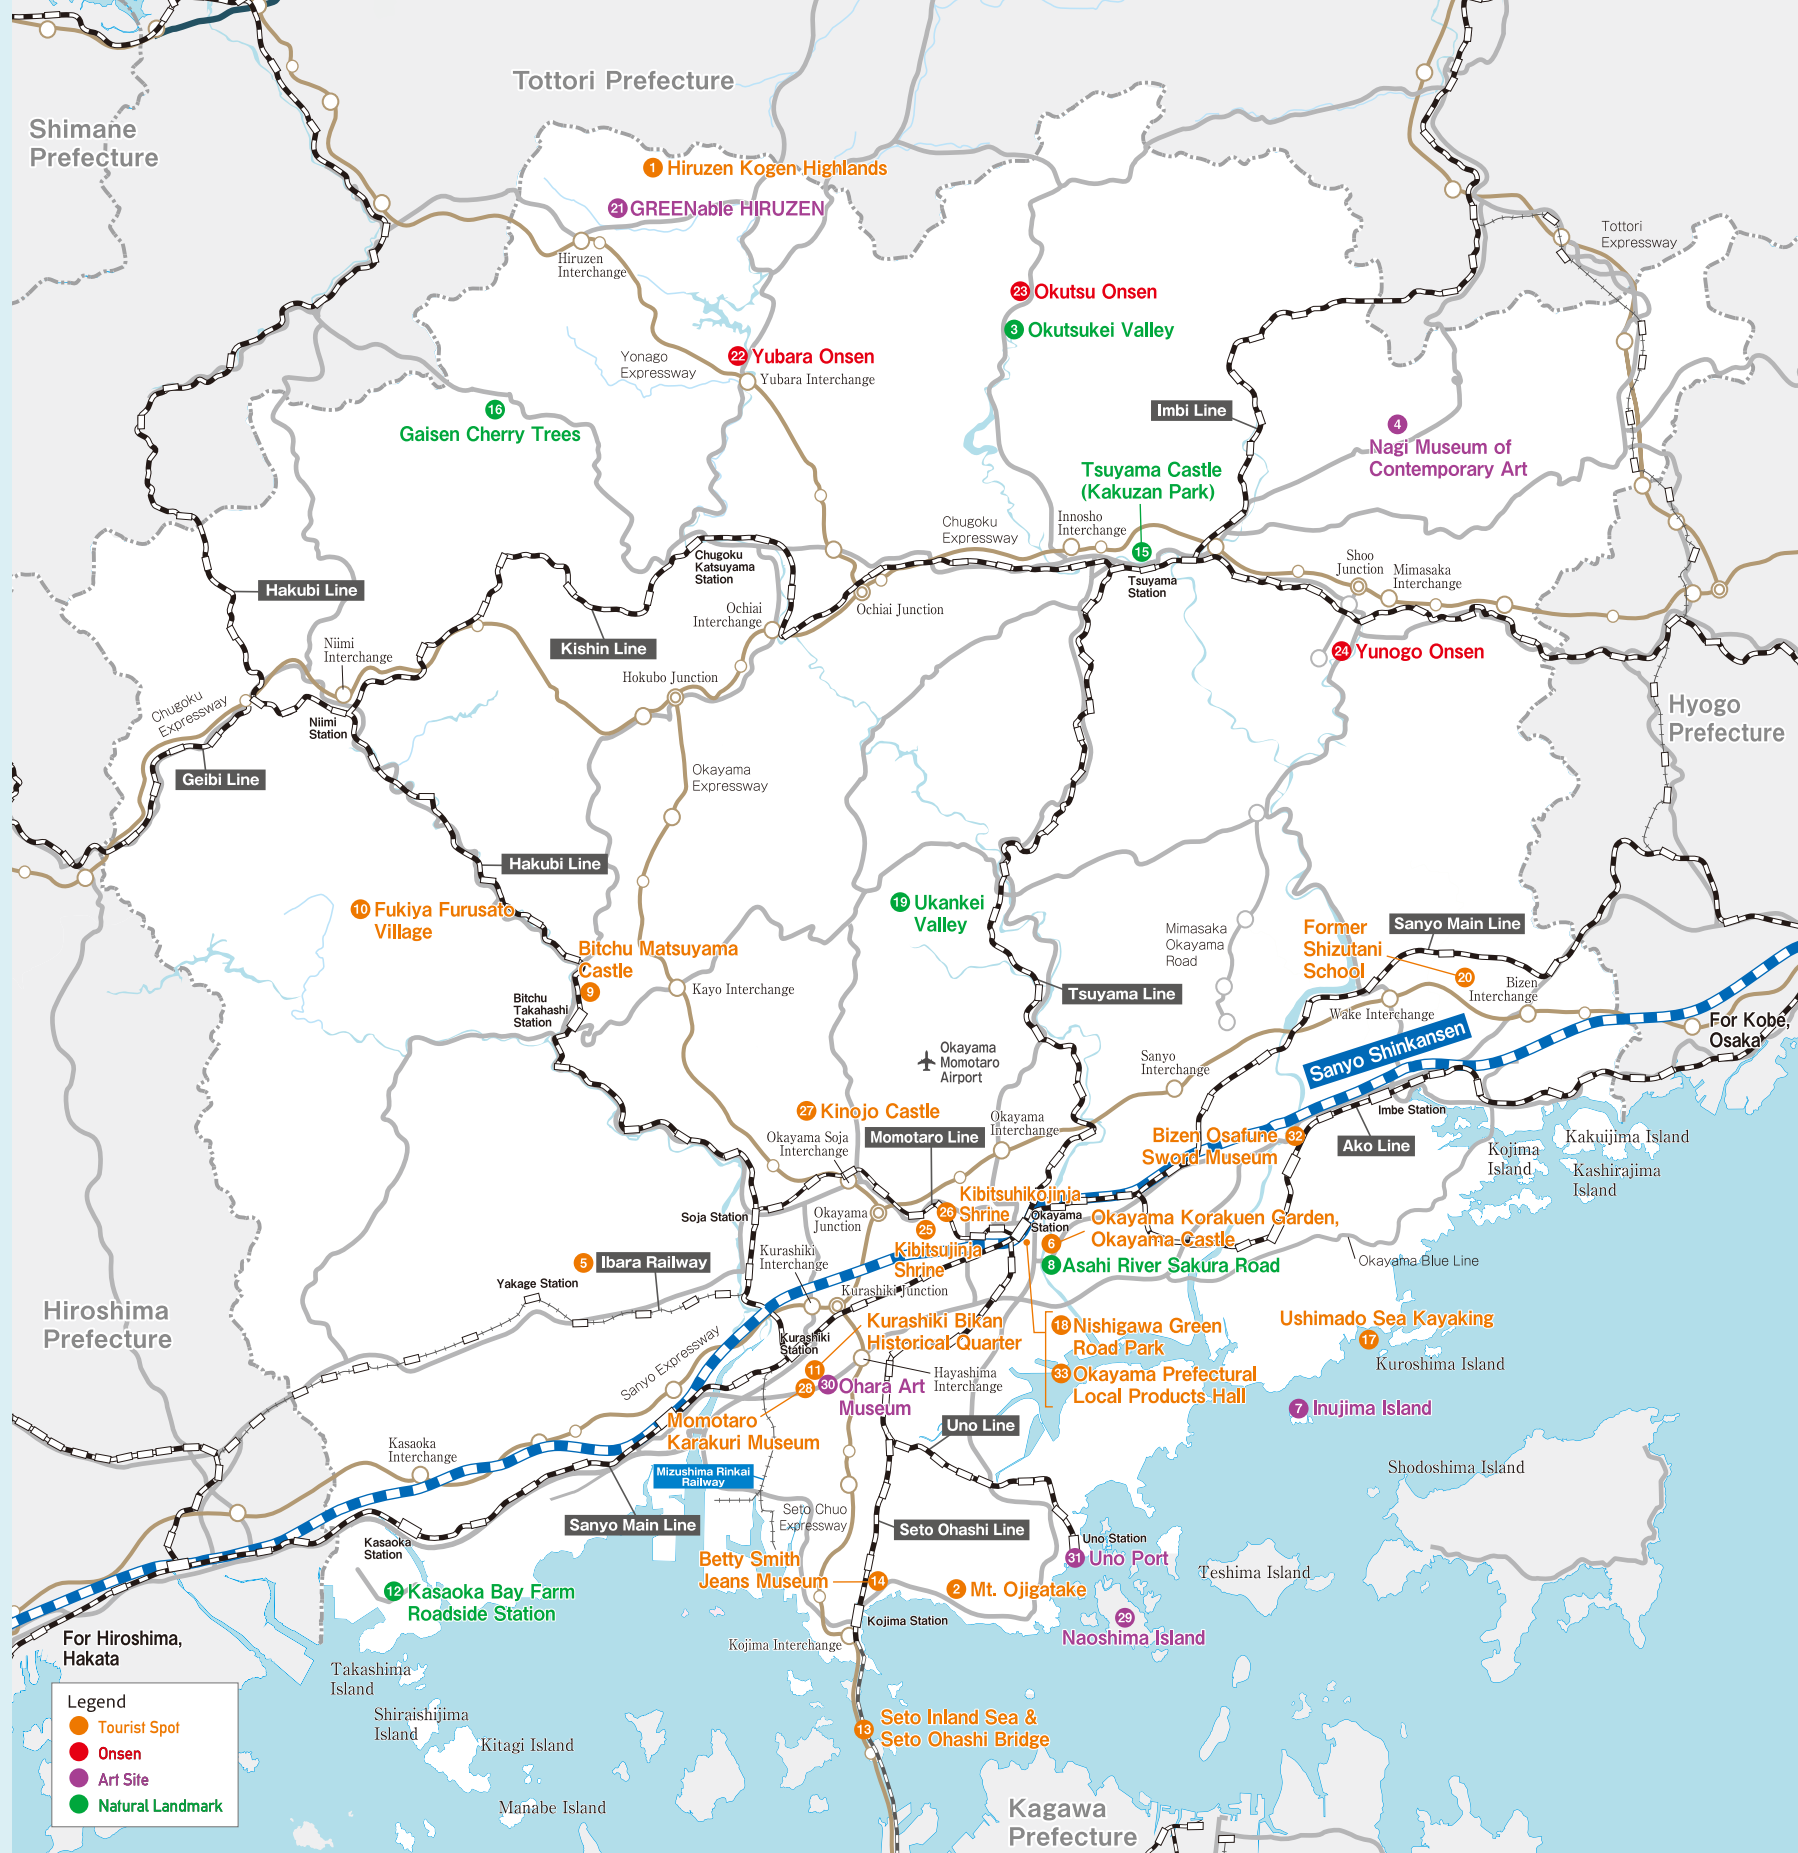 Tottori Prefecture
Shimane
Prefecture
1 Hiruzen Kogen Highlands
21 GREENable HIRUZEN
Hiruzen
Interchange
Tottori
Expressway
23 Okutsu Onsen
3 Okutsukei Valley
22 Yubara Onsen
Yonago
Expressway
Yubara Interchange
16
Gaisen Cherry Trees
Imbi Line
4
Nagi Museum of
Contemporary Art
Tsuyama Castle
(Kakuzan Park)
15
Chugoku
Expressway
Innosho
Interchange
Chugoku
Katsuyama
Station
Tsuyama
Station
Shoo
Junction
Mimasaka
Interchange
Hakubi Line
Ochiai
Interchange
Ochiai Junction
Kishin Line
Niimi
Interchange
24 Yunogo Onsen
Hokubo Junction
Chugoku
Expressway
Niimi
Station
Hyogo
Prefecture
Geibi Line
Okayama
Expressway
Hakubi Line
10 Fukiya Furusato
Village
19 Ukankei
Valley
Bitchu Matsuyama
Castle
9
Mimasaka
Okayama
Road
Former
Shizutani
School
Sanyo Main Line
20
Bizen
Interchange
Bitchu
Takahashi
Station
Kayo Interchange
Tsuyama Line
Wake Interchange
Sanyo Shinkansen
For Kobe,
Osaka
Okayama
Momotaro
Airport
Sanyo
Interchange
27 Kinojo Castle
Okayama Soja
Interchange
Momotaro Line
Okayama
Interchange
Imbe Station
Bizen Osafune
Sword Museum
32
Ako Line
Kojima
Island
Kakuijima Island
Kashirajima
Island
Soja Station
Okayama
Junction
26
Kibitsuhikojinja
Shrine
25
Kibitsujinja
Shrine
Okayama
Station
6
Okayama Korakuen Garden,
Okayama Castle
8 Asahi River Sakura Road
Okayama Blue Line
5
Ibara Railway
Yakage Station
Kurashiki
Interchange
Kurashiki Junction
Hiroshima
Prefecture
Kurashiki Bikan
Historical Quarter
Kurashiki
Station
11
28
30 Ohara Art
Museum
Hayashima
Interchange
18 Nishigawa Green
Road Park
33 Okayama Prefectural
Local Products Hall
Ushimado Sea Kayaking
17
Kuroshima Island
7 Inujima Island
Sanyo Expressway
Momotaro
Karakuri Museum
Uno Line
Kasaoka
Interchange
Mizushima Rinkai
Railway
Shodoshima Island
Seto Chuo
Expressway
Sanyo Main Line
Seto Ohashi Line
Kasaoka
Station
Uno Station
31 Uno Port
Teshima Island
Betty Smith
Jeans Museum
14
2 Mt. Ojigatake
12 Kasaoka Bay Farm
Roadside Station
Kojima Station
29
Naoshima Island
Kojima Interchange
For Hiroshima,
Hakata
Takashima
Island
Shiraishijima
Island
Kitagi Island
Manabe Island
13
Seto Inland Sea &
Seto Ohashi Bridge
Kagawa
Prefecture
Legend
Tourist Spot
Onsen
Art Site
Natural Landmark